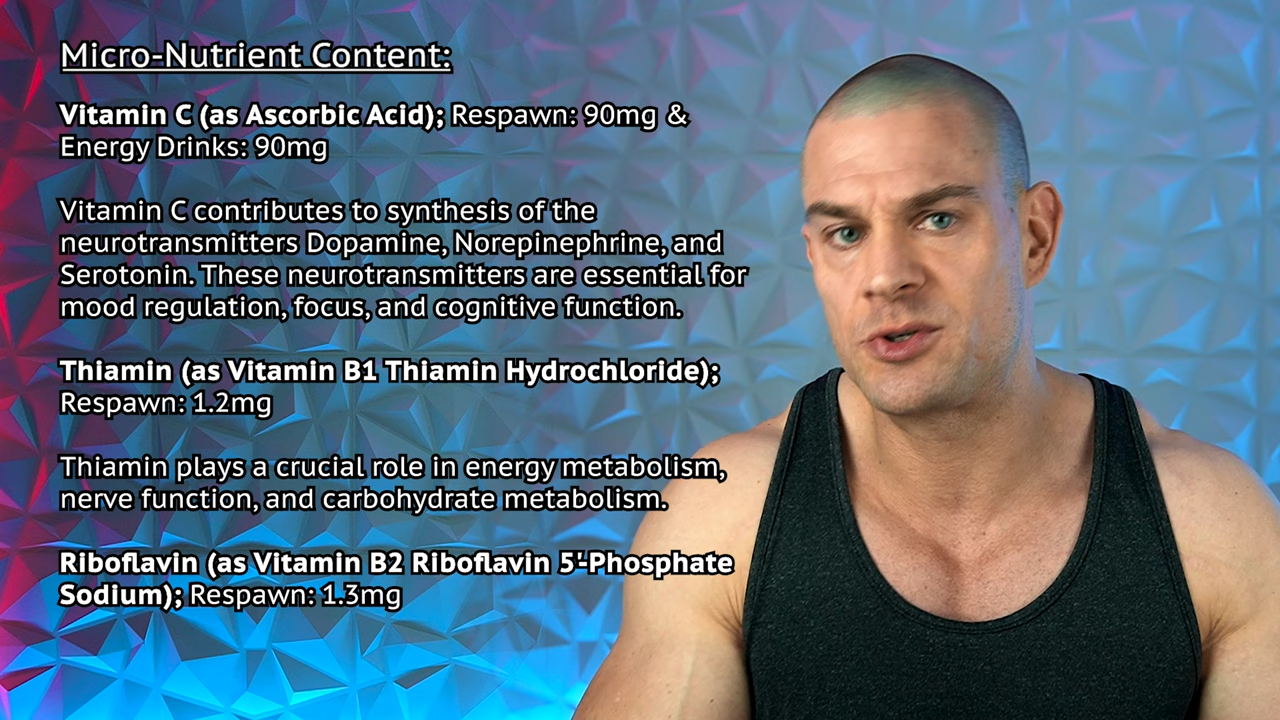 Micro-Nutrient Content:
Vitamin C (as Ascorbic Acid); Respawn: 90mg &
Energy Drinks: 90mg
Vitamin C contributes to synthesis of the
neurotransmitters Dopamine, Norepinephrine, and
Serotonin. These neurotransmitters are essential for
mood regulation, focus, and cognitive function.
Thiamin (as Vitamin B1 Thiamin Hydrochloride);
Respawn: 1.2mg
Thiamin plays a crucial role in energy metabolism,
nerve function, and carbohydrate metabolism.
Riboflavin (as Vitamin B2 Riboflavin 5'-Phosphate
Sodium); Respawn: 1.3mg